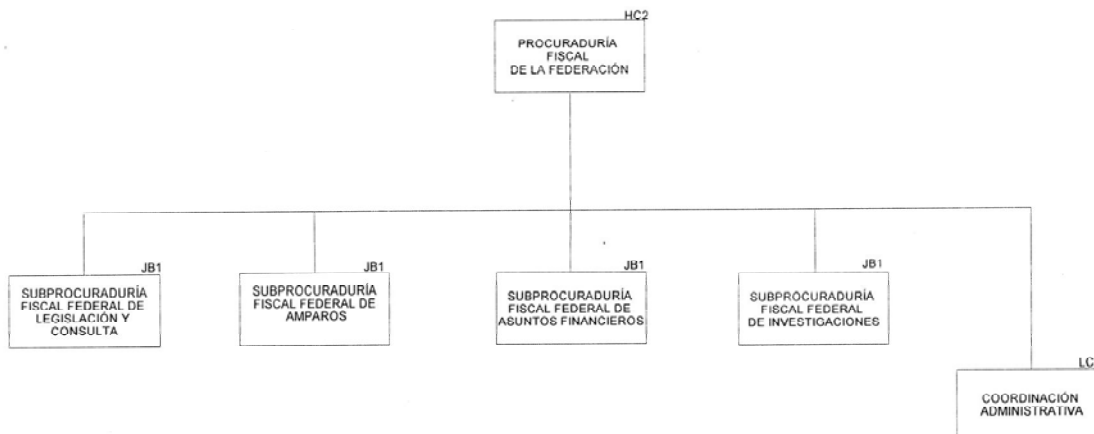 HC2
PROCURADURÍA
FISCAL
DE LA FEDERACIÓN
JB1
SUBPROCURADURÍA
FISCAL FEDERAL DE
LEGISLACIÓN Y
CONSULTA
JB1
SUBPROCURADURÍA
FISCAL FEDERAL DE
AMPAROS
JB1
SUBPROCURADURÍA
FISCAL FEDERAL DE
ASUNTOS FINANCIEROS
JB1
SUBPROCURADURÍA
FISCAL FEDERAL
DE INVESTIGACIONES
LC
COORDINACIÓN
ADMINISTRATIVA